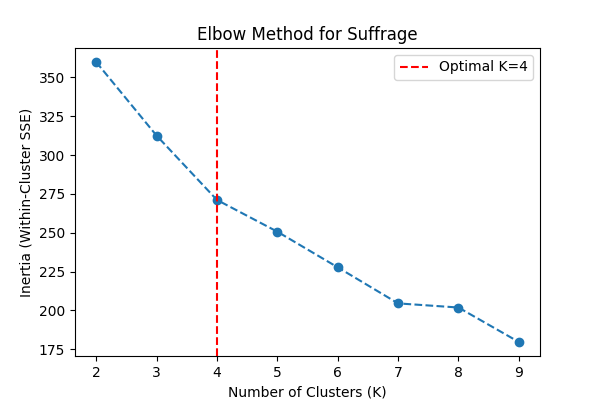 Elbow Method for Suffrage
Optimal K=4
Inertia (Within-Cluster SSE)
350
325
300
275
250
225
200
175
2 3 4 5 6 7 8 9
Number of Clusters (K)